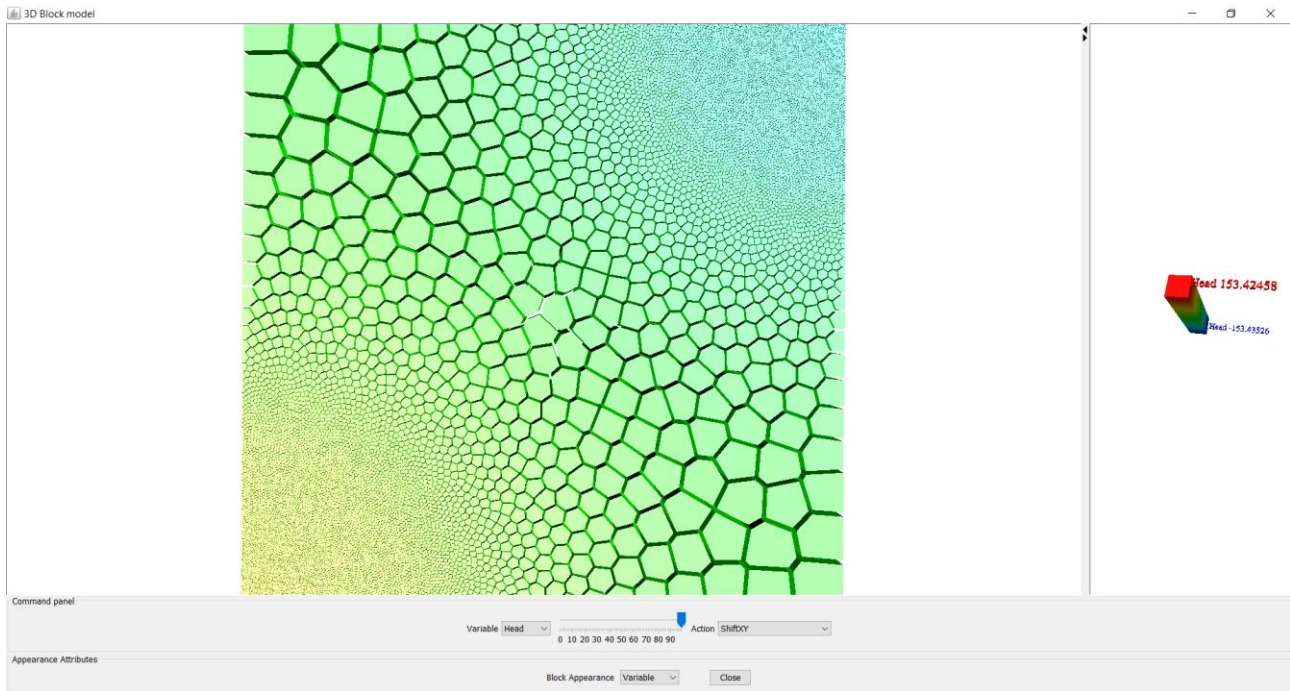 3D Block model
Head 153.42458
Head -153.43526
Command panel
Variable Head 0 10 20 30 40 50 60 70 80 90 Action ShiftXY
Appearance Attributes
Block Appearance Variable Close